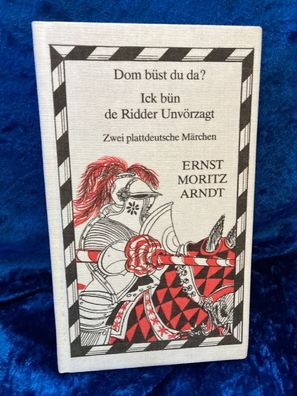 Dom büst du da?
Ick bün
de Ridder Unvörzagt
Zwei plattdeutsche Märchen
ERNST
MORITZ
ARNDT